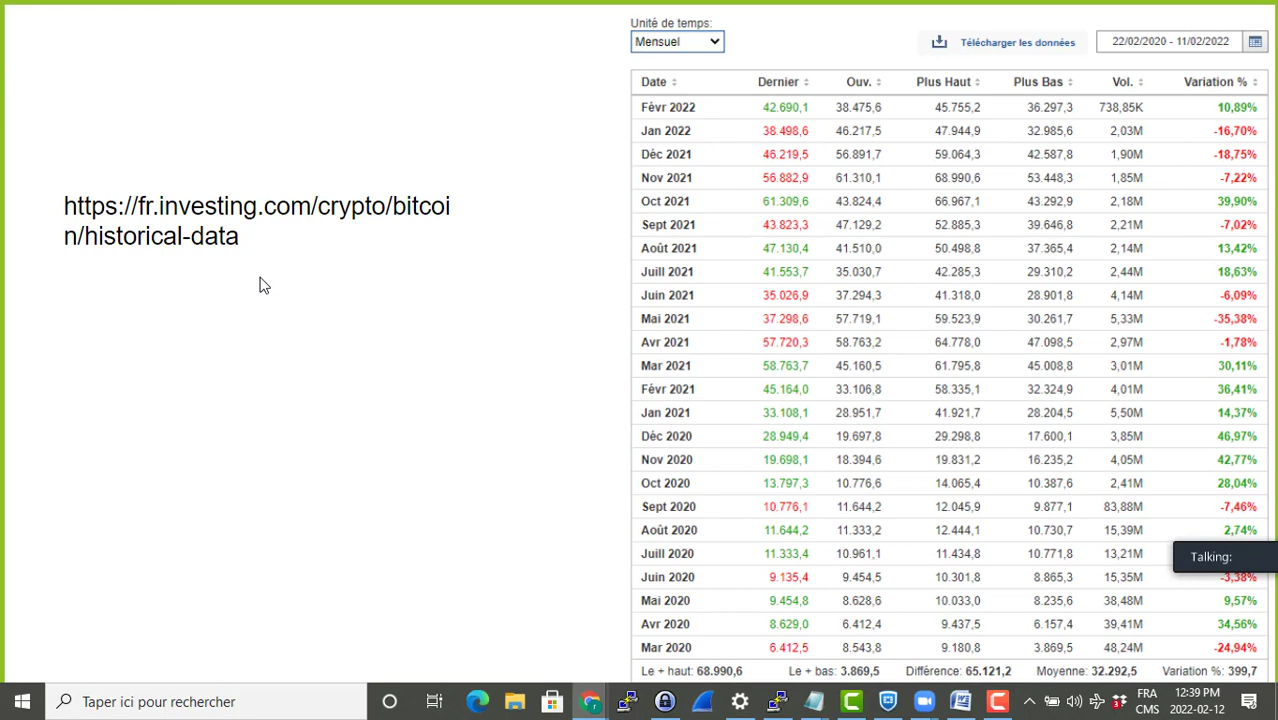 Unité de temps:
Mensuel
Télécharger les données
22/02/2020 - 11/02/2022
https://fr.investing.com/crypto/bitcoi
n/historical-data
Date Dernier Ouv. Plus Haut Plus Bas Vol. Variation %
Févr 2022 42.690,1 38.475,6 45.755,2 36.297,3 738,85K 10,89%
Jan 2022 38.498,6 46.217,5 47.944,9 32.985,6 2,03M -16,70%
Déc 2021 46.219,5 56.891,7 59.064,3 42.587,8 1,90M -18,75%
Nov 2021 56.882,9 61.310,1 68.990,6 53.448,3 1,85M -7,22%
Oct 2021 61.309,6 43.824,4 66.967,1 43.292,9 2,18M 39,90%
Sept 2021 43.823,3 47.129,2 52.885,3 39.646,8 2,21M -7,02%
Août 2021 47.130,4 41.510,0 50.498,8 37.365,4 2,14M 13,42%
Juill 2021 41.553,7 35.030,7 42.285,3 29.310,2 2,44M 18,63%
Juin 2021 35.026,9 37.294,3 41.318,0 28.901,8 4,14M -6,09%
Mai 2021 37.298,6 57.719,1 59.523,9 30.261,7 5,33M -35,38%
Avr 2021 57.720,3 58.763,2 64.778,0 47.098,5 2,97M -1,78%
Mar 2021 58.763,7 45.160,5 61.795,8 45.008,8 3,01M 30,11%
Févr 2021 45.164,0 33.106,8 58.335,1 32.324,9 4,01M 36,41%
Jan 2021 33.108,1 28.951,7 41.921,7 28.204,5 5,50M 14,37%
Déc 2020 28.949,4 19.697,8 29.298,8 17.600,1 3,85M 46,97%
Nov 2020 19.698,1 18.394,6 19.831,2 16.235,2 4,05M 42,77%
Oct 2020 13.797,3 10.776,6 14.065,4 10.387,6 2,41M 28,04%
Sept 2020 10.776,1 11.644,2 12.045,9 9.877,1 83,88M -7,46%
Août 2020 11.644,2 11.333,2 12.444,1 10.730,7 15,39M 2,74%
Juill 2020 11.333,4 10.961,1 11.434,8 10.771,8 13,21M
Talking:
Juin 2020 9.135,4 9.454,5 10.301,8 8.865,3 15,35M -3,38%
Mai 2020 9.454,8 8.628,6 10.033,0 8.235,6 38,48M 9,57%
Avr 2020 8.629,0 6.412,4 9.437,5 6.157,4 39,41M 34,56%
Mar 2020 6.412,5 8.543,8 9.180,8 3.869,5 48,24M -24,94%
Le + haut: 68.990,6 Le + bas: 3.869,5 Différence: 65.121,2 Moyenne: 32.292,5 Variation %: 399,7
Taper ici pour rechercher
FRA
CMS
12:39 PM
2022-02-12